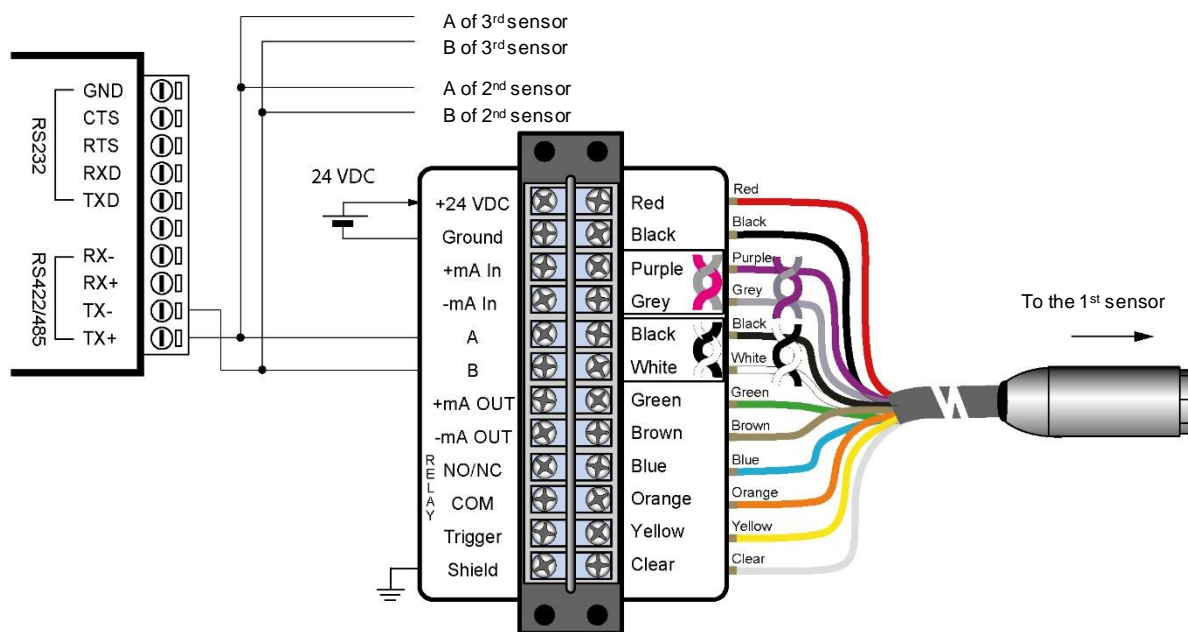 A of 3rd sensor
B of 3rd sensor
A of 2nd sensor
B of 2nd sensor
RS232
GND
CTS
RTS
RXD
TXD
RS422/485
RX-
RX+
TX-
TX+
24 VDC
+24 VDC
Ground
+mA In
-mA In
A
B
+mA OUT
-mA OUT
RELAY
NO/NC
COM
Trigger
Shield
Red
Black
Purple
Grey
Black
White
Green
Brown
Blue
Orange
Yellow
Clear
Red
Black
Purple
Grey
Black
White
Green
Brown
Blue
Orange
Yellow
Clear
To the 1st sensor